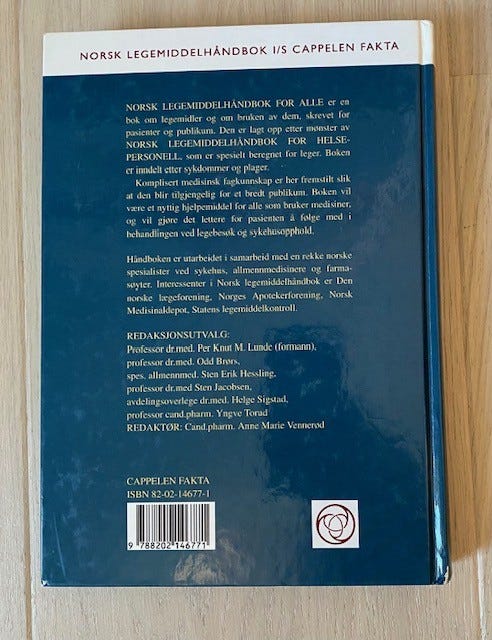 NORSK LEGEMIDDELHÅNDBOK I/S CAPPELEN FAKTA
NORSK LEGEMIDDELHÅNDBOK FOR ALLE er en
bok om legemidler og om bruken av dem, skrevet for
pasienter og publikum. Den er lagt opp etter mønster av
NORSK LEGEMIDDELHÅNDBOK FOR HELSE-
PERSONELL, som er spesielt beregnet for leger. Boken
er inndelt etter sykdommer og plager.
Komplisert medisinsk fagkunnskap er her fremstilt slik
at den blir tilgjengelig for et bredt publikum. Boken vil
være et nyttig hjelpemiddel for alle som bruker medisiner,
og vil gjøre det lettere for pasienten å følge med i
behandlingen ved legebesøk og sykehusopphold.
Håndboken er utarbeidet i samarbeid med en rekke norske
spesialister ved sykehus, allmennmedisinere og farma-
søyter. Interessenter i Norsk legemiddelhåndbok er Den
norske lægeforening, Norges Apotekerforening, Norsk
Medisinaldepot, Statens legemiddelkontroll.
REDAKSJONSUTVALG:
Professor dr.med. Per Knut M. Lunde (formann),
professor dr.med. Odd Brørs,
spes. allmennmed. Sten Erik Hessling,
professor dr.med Sten Jacobsen,
avdelingsoverlege dr.med. Helge Sigstad,
professor cand.pharm. Yngve Torud
REDAKTØR: Cand.pharm. Anne Marie Vennerød
CAPPELEN FAKTA
ISBN 82-02-14677-1
9 788202 146771